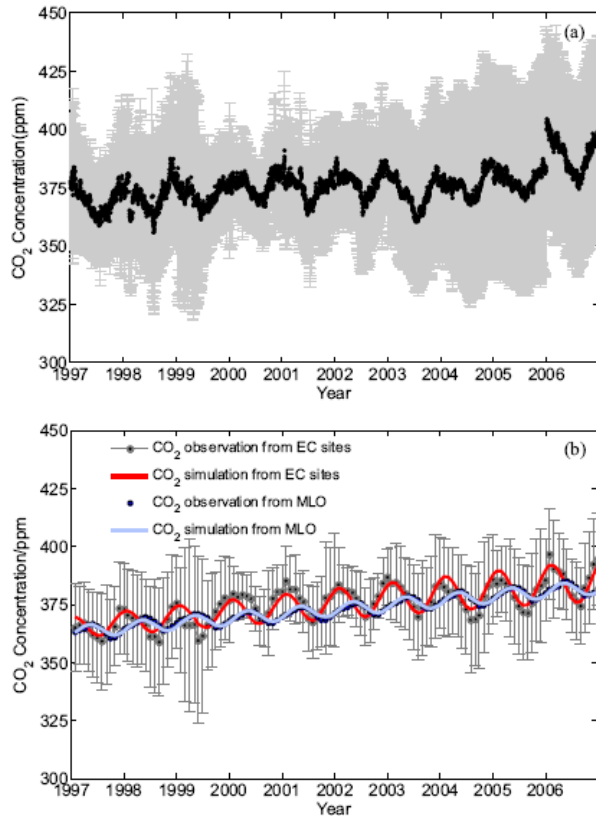 (a)
450
425
400
375
350
325
300
CO2 Concentration(ppm)
1997 1998 1999 2000 2001 2002 2003 2004 2005 2006
Year
(b)
450
425
400
375
350
325
300
CO2 Concentration/ppm
CO2 observation from EC sites
CO2 simulation from EC sites
CO2 observation from MLO
CO2 simulation from MLO
1997 1998 1999 2000 2001 2002 2003 2004 2005 2006
Year